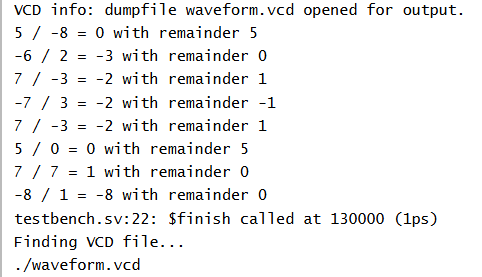 VCD info: dumpfile waveform.vcd opened for output.
5 / -8 = 0 with remainder 5
-6 / 2 = -3 with remainder 0
7 / -3 = -2 with remainder 1
-7 / 3 = -2 with remainder -1
7 / -3 = -2 with remainder 1
5 / 0 = 0 with remainder 5
7 / 7 = 1 with remainder 0
-8 / 1 = -8 with remainder 0
testbench.sv:22: $finish called at 130000 (1ps)
Finding VCD file...
./waveform.vcd